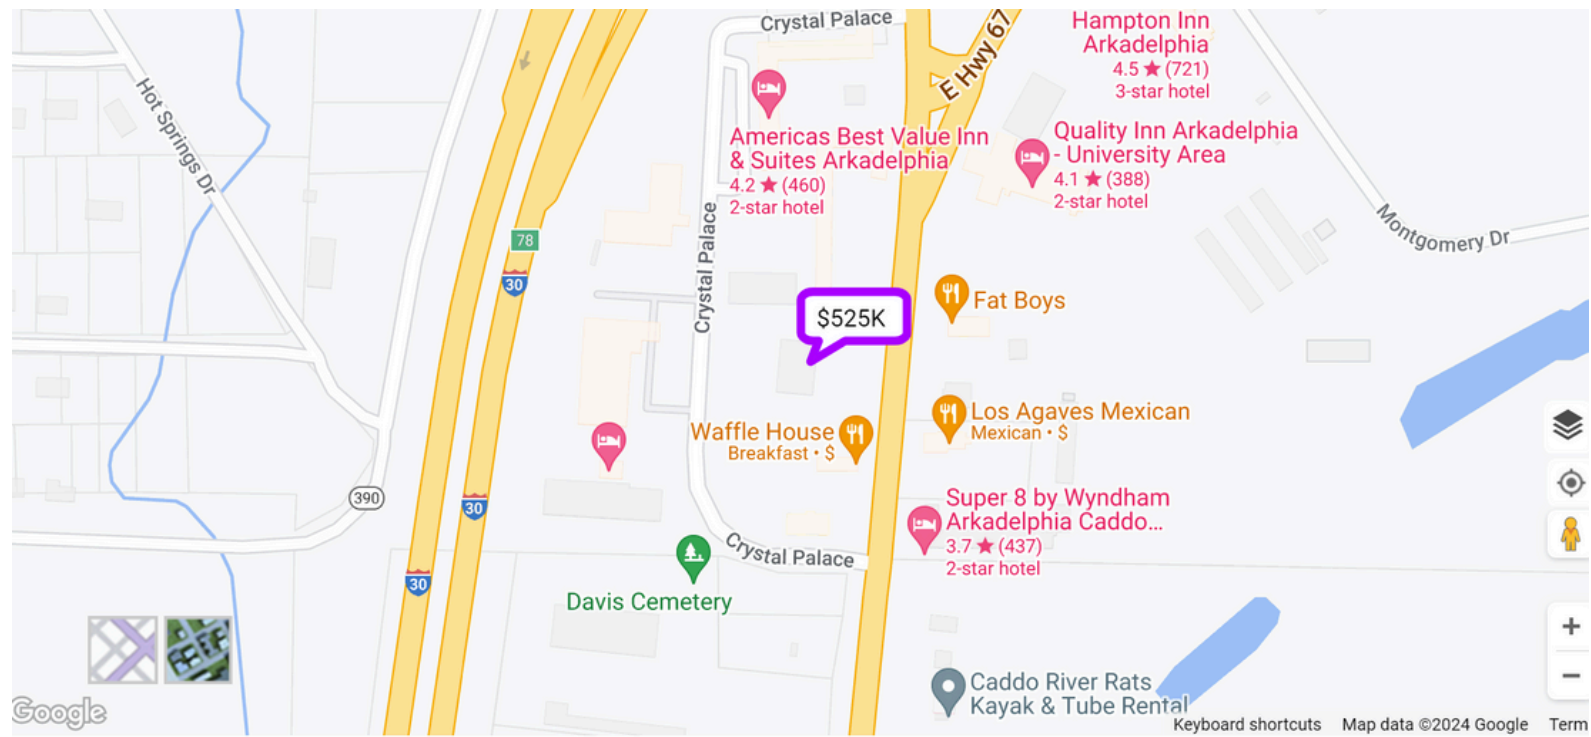 Crystal Palace
E Hwy 67
Hampton Inn
Arkadelphia
4.5 ★ (721)
3-star hotel
Hot Springs Dr
Americas Best Value Inn
& Suites Arkadelphia
4.2 ★ (460)
2-star hotel
Quality Inn Arkadelphia
- University Area
4.1 ★ (388)
2-star hotel
Montgomery Dr
78
30
Crystal Palace
$525K
Fat Boys
Waffle House
Breakfast • $
Los Agaves Mexican
Mexican • $
390
30
Super 8 by Wyndham
Arkadelphia Caddo...
3.7 ★ (437)
2-star hotel
Crystal Palace
30
Davis Cemetery
Caddo River Rats
Kayak & Tube Rental
+
−
Google
Keyboard shortcuts
Map data ©2024 Google
Term